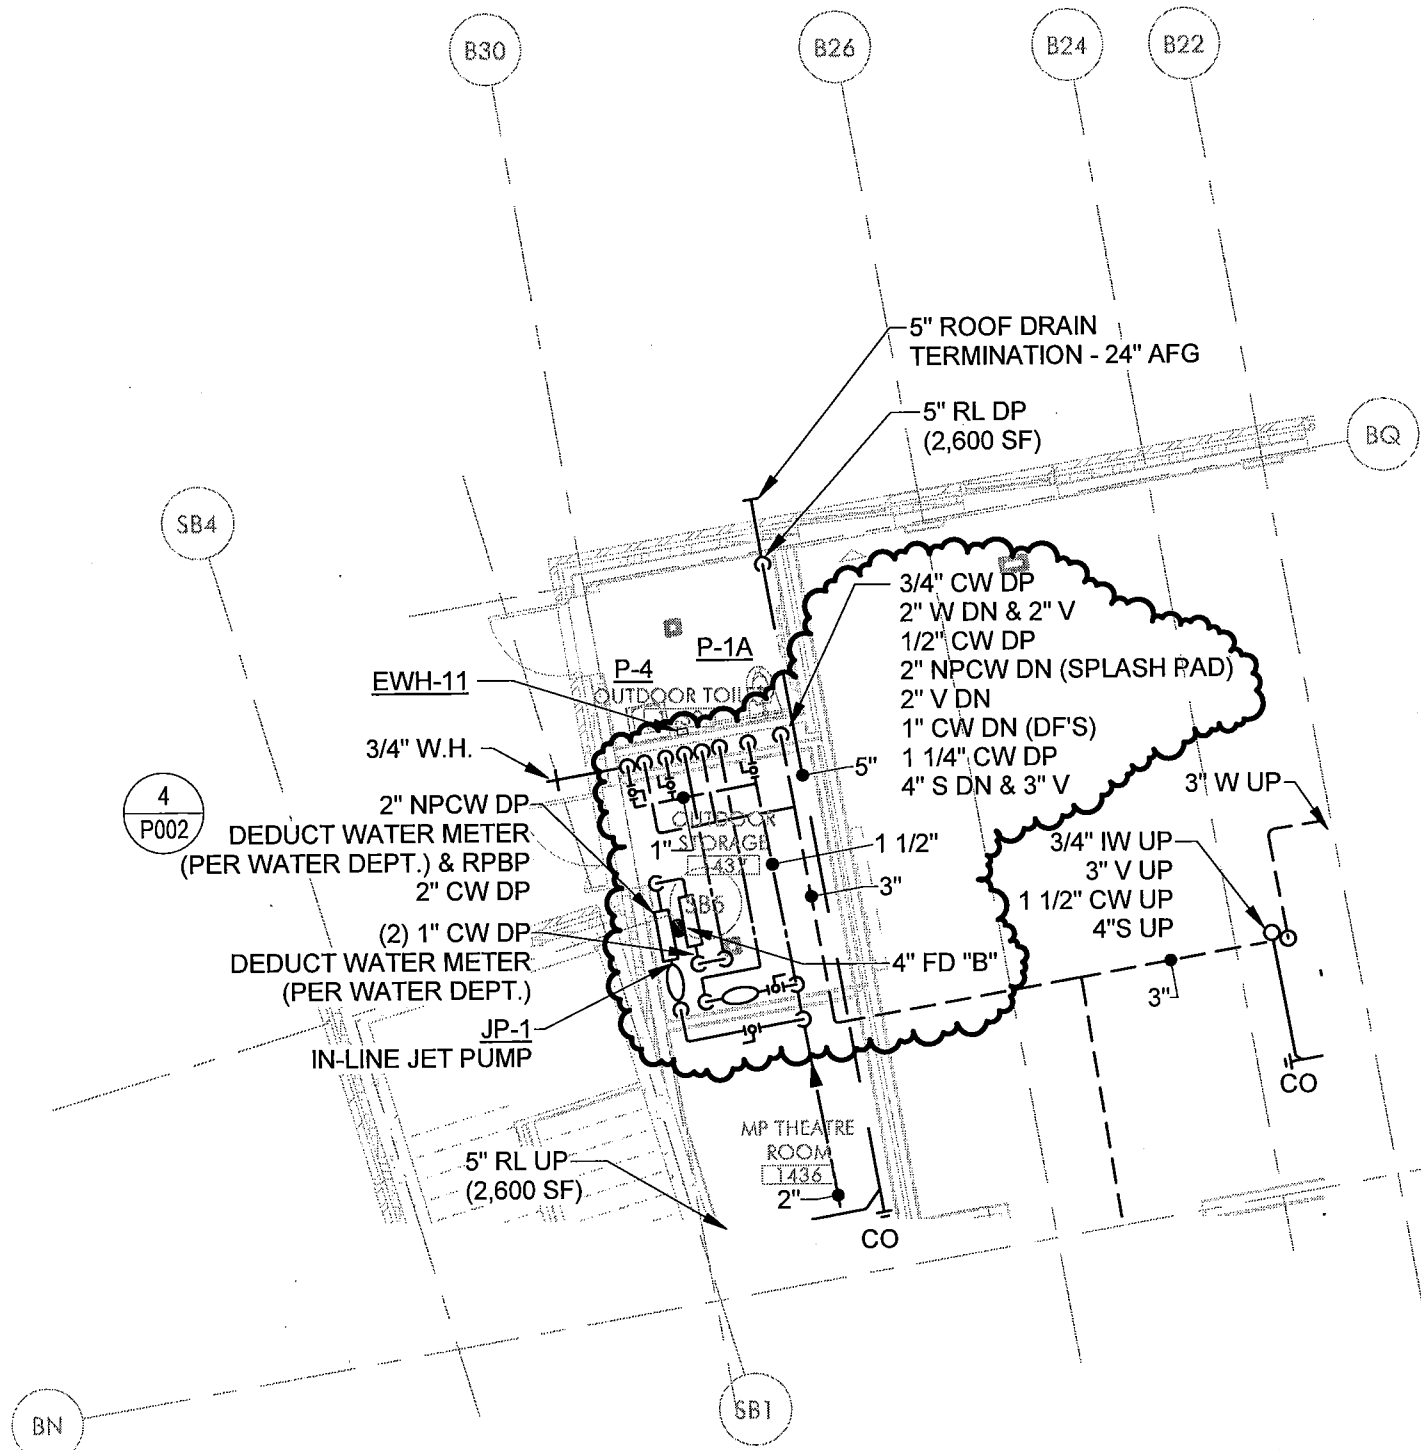 B30
B26
B24
B22
5" ROOF DRAIN
TERMINATION - 24" AFG
5" RL DP
(2,600 SF)
BQ
SB4
3/4" CW DP
2" W DN & 2" V
1/2" CW DP
2" NPCW DN (SPLASH PAD)
2" V DN
1" CW DN (DF'S)
1 1/4" CW DP
4" S DN & 3" V
P-1A
P-4
EWH-11
OUTDOOR
3/4" W.H.
5"
3" W UP
4
P002
2" NPCW DP
DEDUCT WATER METER
(PER WATER DEPT.) & RPBP
2" CW DP
OUTDOOR
STORAGE
1"
1 1/2"
3"
3/4" IW UP
3" V UP
1 1/2" CW UP
4"S UP
SB6
(2) 1" CW DP
DEDUCT WATER METER
(PER WATER DEPT.)
4" FD "B"
3"
JP-1
IN-LINE JET PUMP
CO
MP THEATRE
ROOM
1436
2"
5" RL UP
(2,600 SF)
CO
SB1
BN